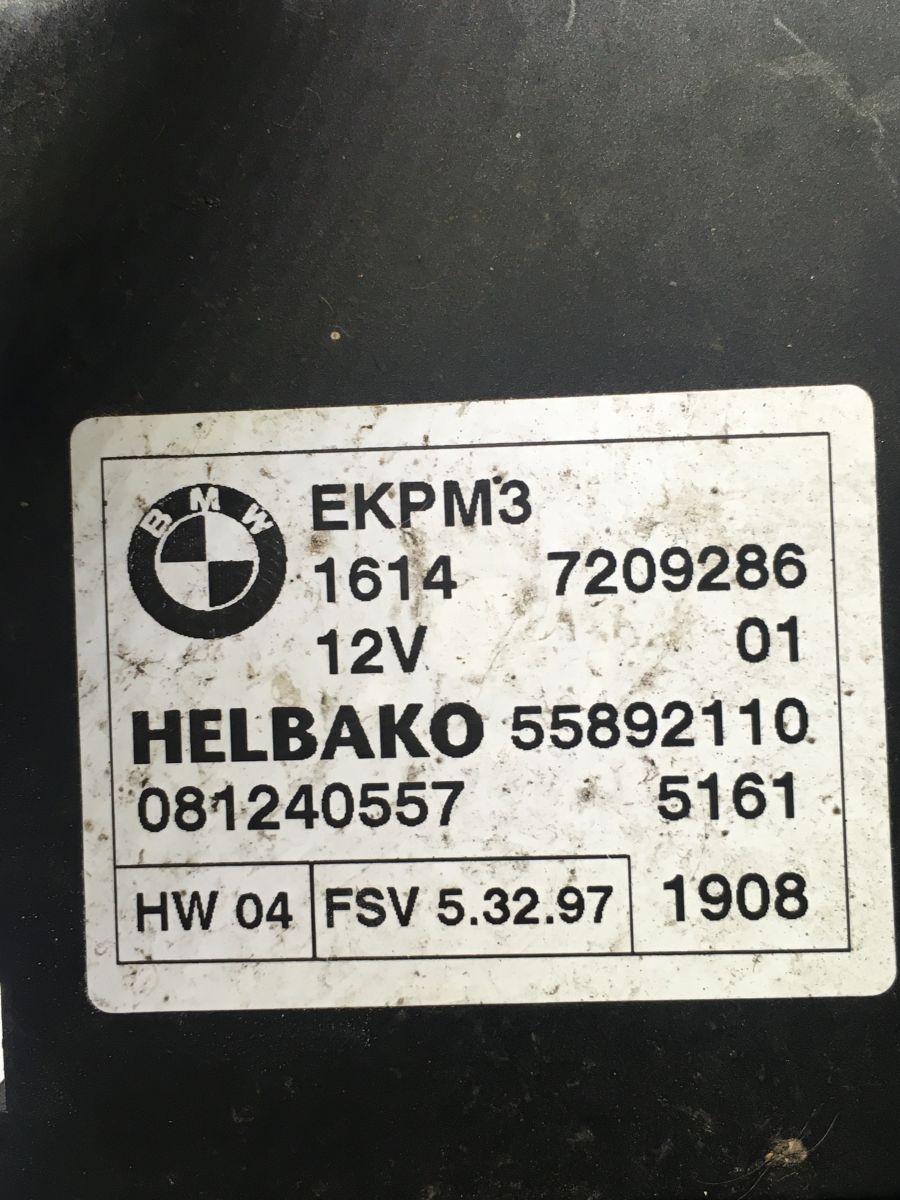 BMW
EKPM3
1614 7209286
12V 01
HELBAKO 55892110
081240557 5161
HW 04 FSV 5.32.97 1908